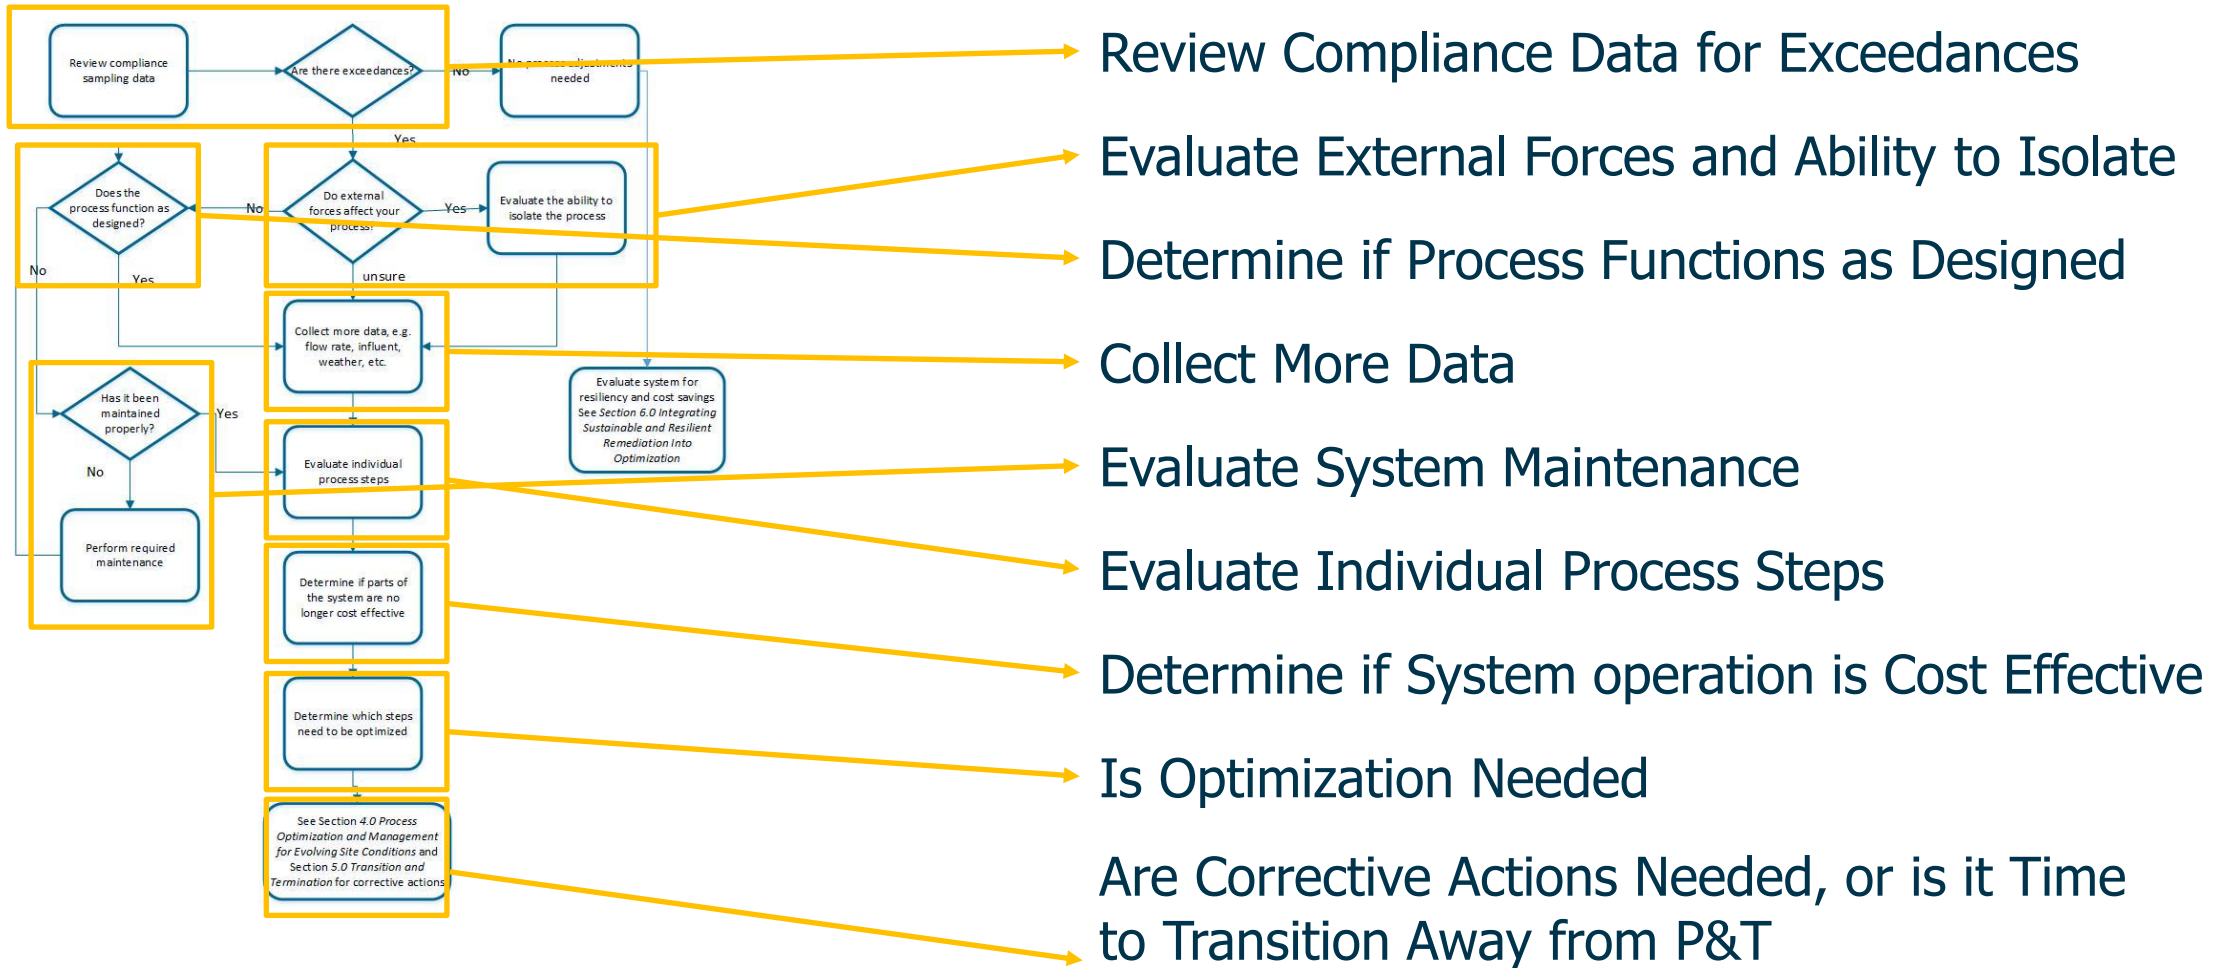 Review compliance
sampling data
Are there exceedances?
No
No process adjustments
needed
Yes
Does the
process function as
designed?
No
Do external
forces affect your
process?
Yes
Evaluate the ability to
isolate the process
No
Yes
unsure
Collect more data, e.g.
flow rate, influent,
weather, etc.
Has it been
maintained
properly?
Yes
No
Evaluate system for
resiliency and cost savings
See Section 6.0 Integrating
Sustainable and Resilient
Remediation Into
Optimization
Evaluate individual
process steps
Perform required
maintenance
Determine if parts of
the system are no
longer cost effective
Determine which steps
need to be optimized
See Section 4.0 Process
Optimization and Management
for Evolving Site Conditions and
Section 5.0 Transition and
Termination for corrective actions
Review Compliance Data for Exceedances
Evaluate External Forces and Ability to Isolate
Determine if Process Functions as Designed
Collect More Data
Evaluate System Maintenance
Evaluate Individual Process Steps
Determine if System operation is Cost Effective
Is Optimization Needed
Are Corrective Actions Needed, or is it Time
to Transition Away from P&T